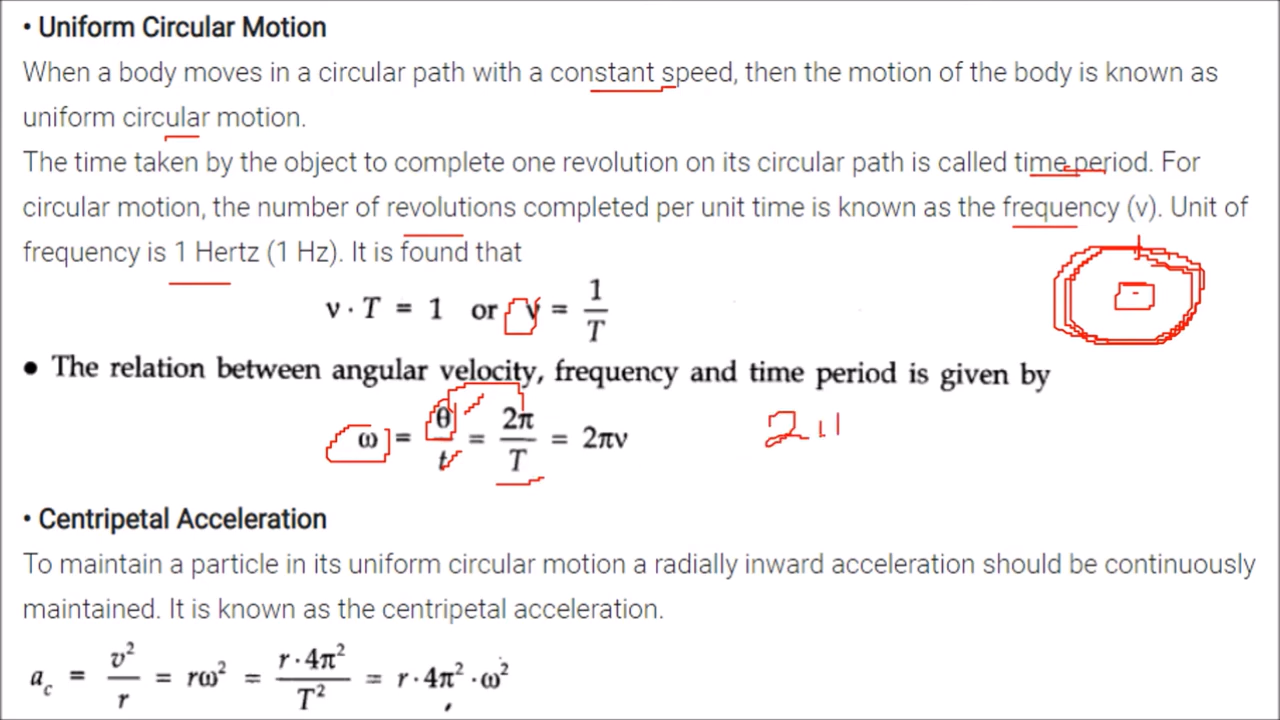 • Uniform Circular Motion
When a body moves in a circular path with a constant speed, then the motion of the body is known as
uniform circular motion.
The time taken by the object to complete one revolution on its circular path is called time period. For
circular motion, the number of revolutions completed per unit time is known as the frequency (v). Unit of
frequency is 1 Hertz (1 Hz). It is found that
ν · T = 1 or ν = 1/T
• The relation between angular velocity, frequency and time period is given by
ω = θ/t = 2π/T = 2πν
• Centripetal Acceleration
To maintain a particle in its uniform circular motion a radially inward acceleration should be continuously
maintained. It is known as the centripetal acceleration.
a_c = v²/r = rω² = r·4π²/T² = r·4π²·ω²